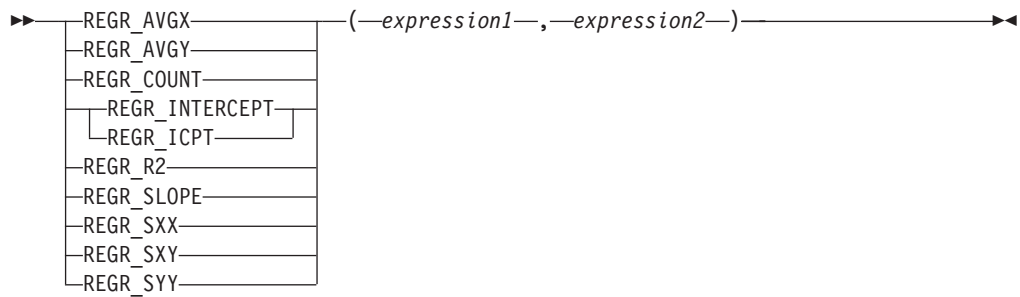 REGR_AVGX ( expression1 , expression2 )
REGR_AVGY
REGR_COUNT
REGR_INTERCEPT
REGR_ICPT
REGR_R2
REGR_SLOPE
REGR_SXX
REGR_SXY
REGR_SYY